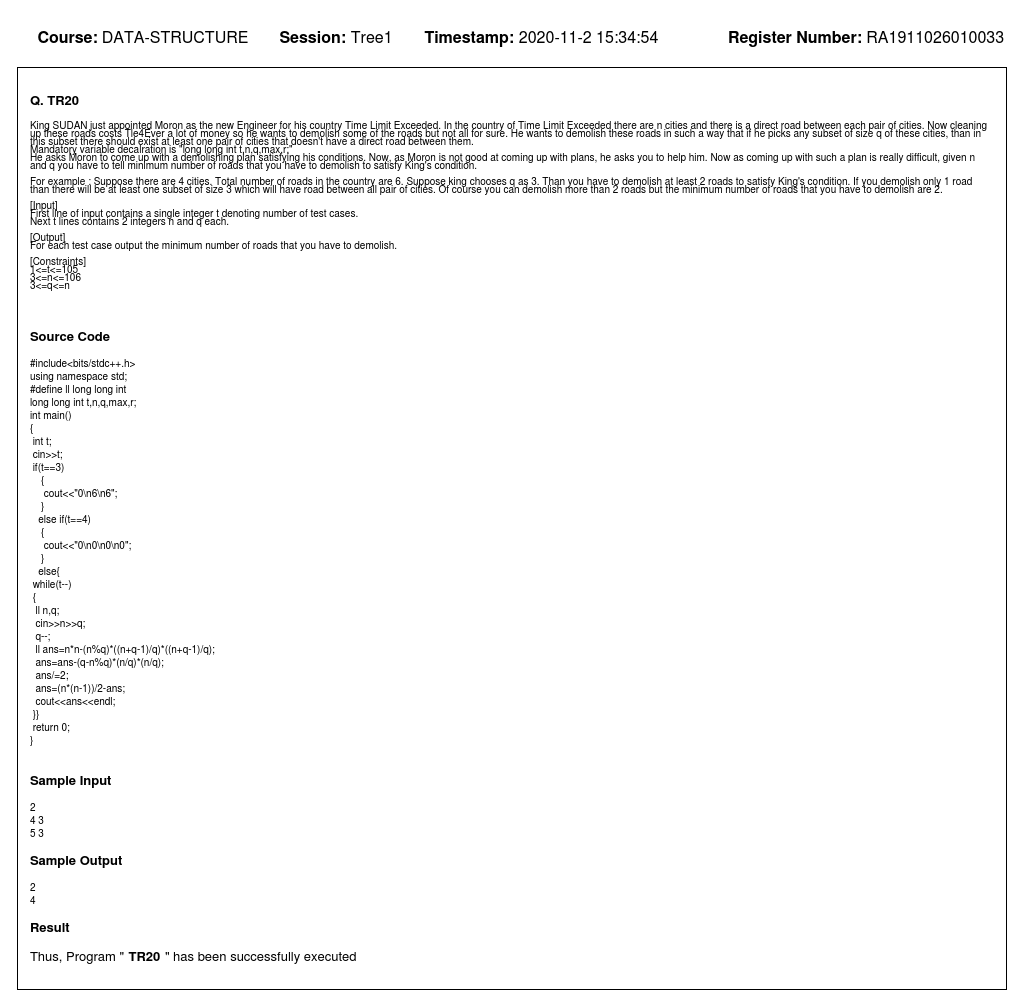 Course: DATA-STRUCTURE Session: Tree1 Timestamp: 2020-11-2 15:34:54 Register Number: RA1911026010033
Q. TR20
King SUDAN just appointed Moron as the new Engineer for his country Time Limit Exceeded. In the country of Time Limit Exceeded there are n cities and there is a direct road between each pair of cities. Now cleaning
up these roads costs Tle4Ever a lot of money so he wants to demolish some of the roads but not all for sure. He wants to demolish these roads in such a way that if he picks any subset of size q of these cities, than in
this subset there should exist at least one pair of cities that doesn't have a direct road between them.
Mandatory variable decalration is "long long int t,n,q,max,r;"
He asks Moron to come up with a demolishing plan satisfying his conditions. Now, as Moron is not good at coming up with plans, he asks you to help him. Now as coming up with such a plan is really difficult, given n
and q you have to tell minimum number of roads that you have to demolish to satisfy King's condition.
For example : Suppose there are 4 cities, Total number of roads in the country are 6. Suppose king chooses q as 3. Than you have to demolish at least 2 roads to satisfy King's condition. If you demolish only 1 road
than there will be at least one subset of size 3 which will have road between all pair of cities. Of course you can demolish more than 2 roads but the minimum number of roads that you have to demolish are 2.
[Input]
First line of input contains a single integer t denoting number of test cases.
Next t lines contains 2 integers n and q each.
[Output]
For each test case output the minimum number of roads that you have to demolish.
[Constraints]
1<=t<=105
3<=n<=106
3<=q<=n
Source Code
#include<bits/stdc++.h>
using namespace std;
#define ll long long int
long long int t,n,q,max,r;
int main()
{
int t;
cin>>t;
if(t==3)
{
cout<<"0\n6\n6";
}
else if(t==4)
{
cout<<"0\n0\n0\n0";
}
else{
while(t--)
{
ll n,q;
cin>>n>>q;
q--;
ll ans=n*n-(n%q)*((n+q-1)/q)*((n+q-1)/q);
ans=ans-(q-n%q)*(n/q)*(n/q);
ans/=2;
ans=(n*(n-1))/2-ans;
cout<<ans<<endl;
}}
return 0;
}
Sample Input
2
4 3
5 3
Sample Output
2
4
Result
Thus, Program " TR20 " has been successfully executed